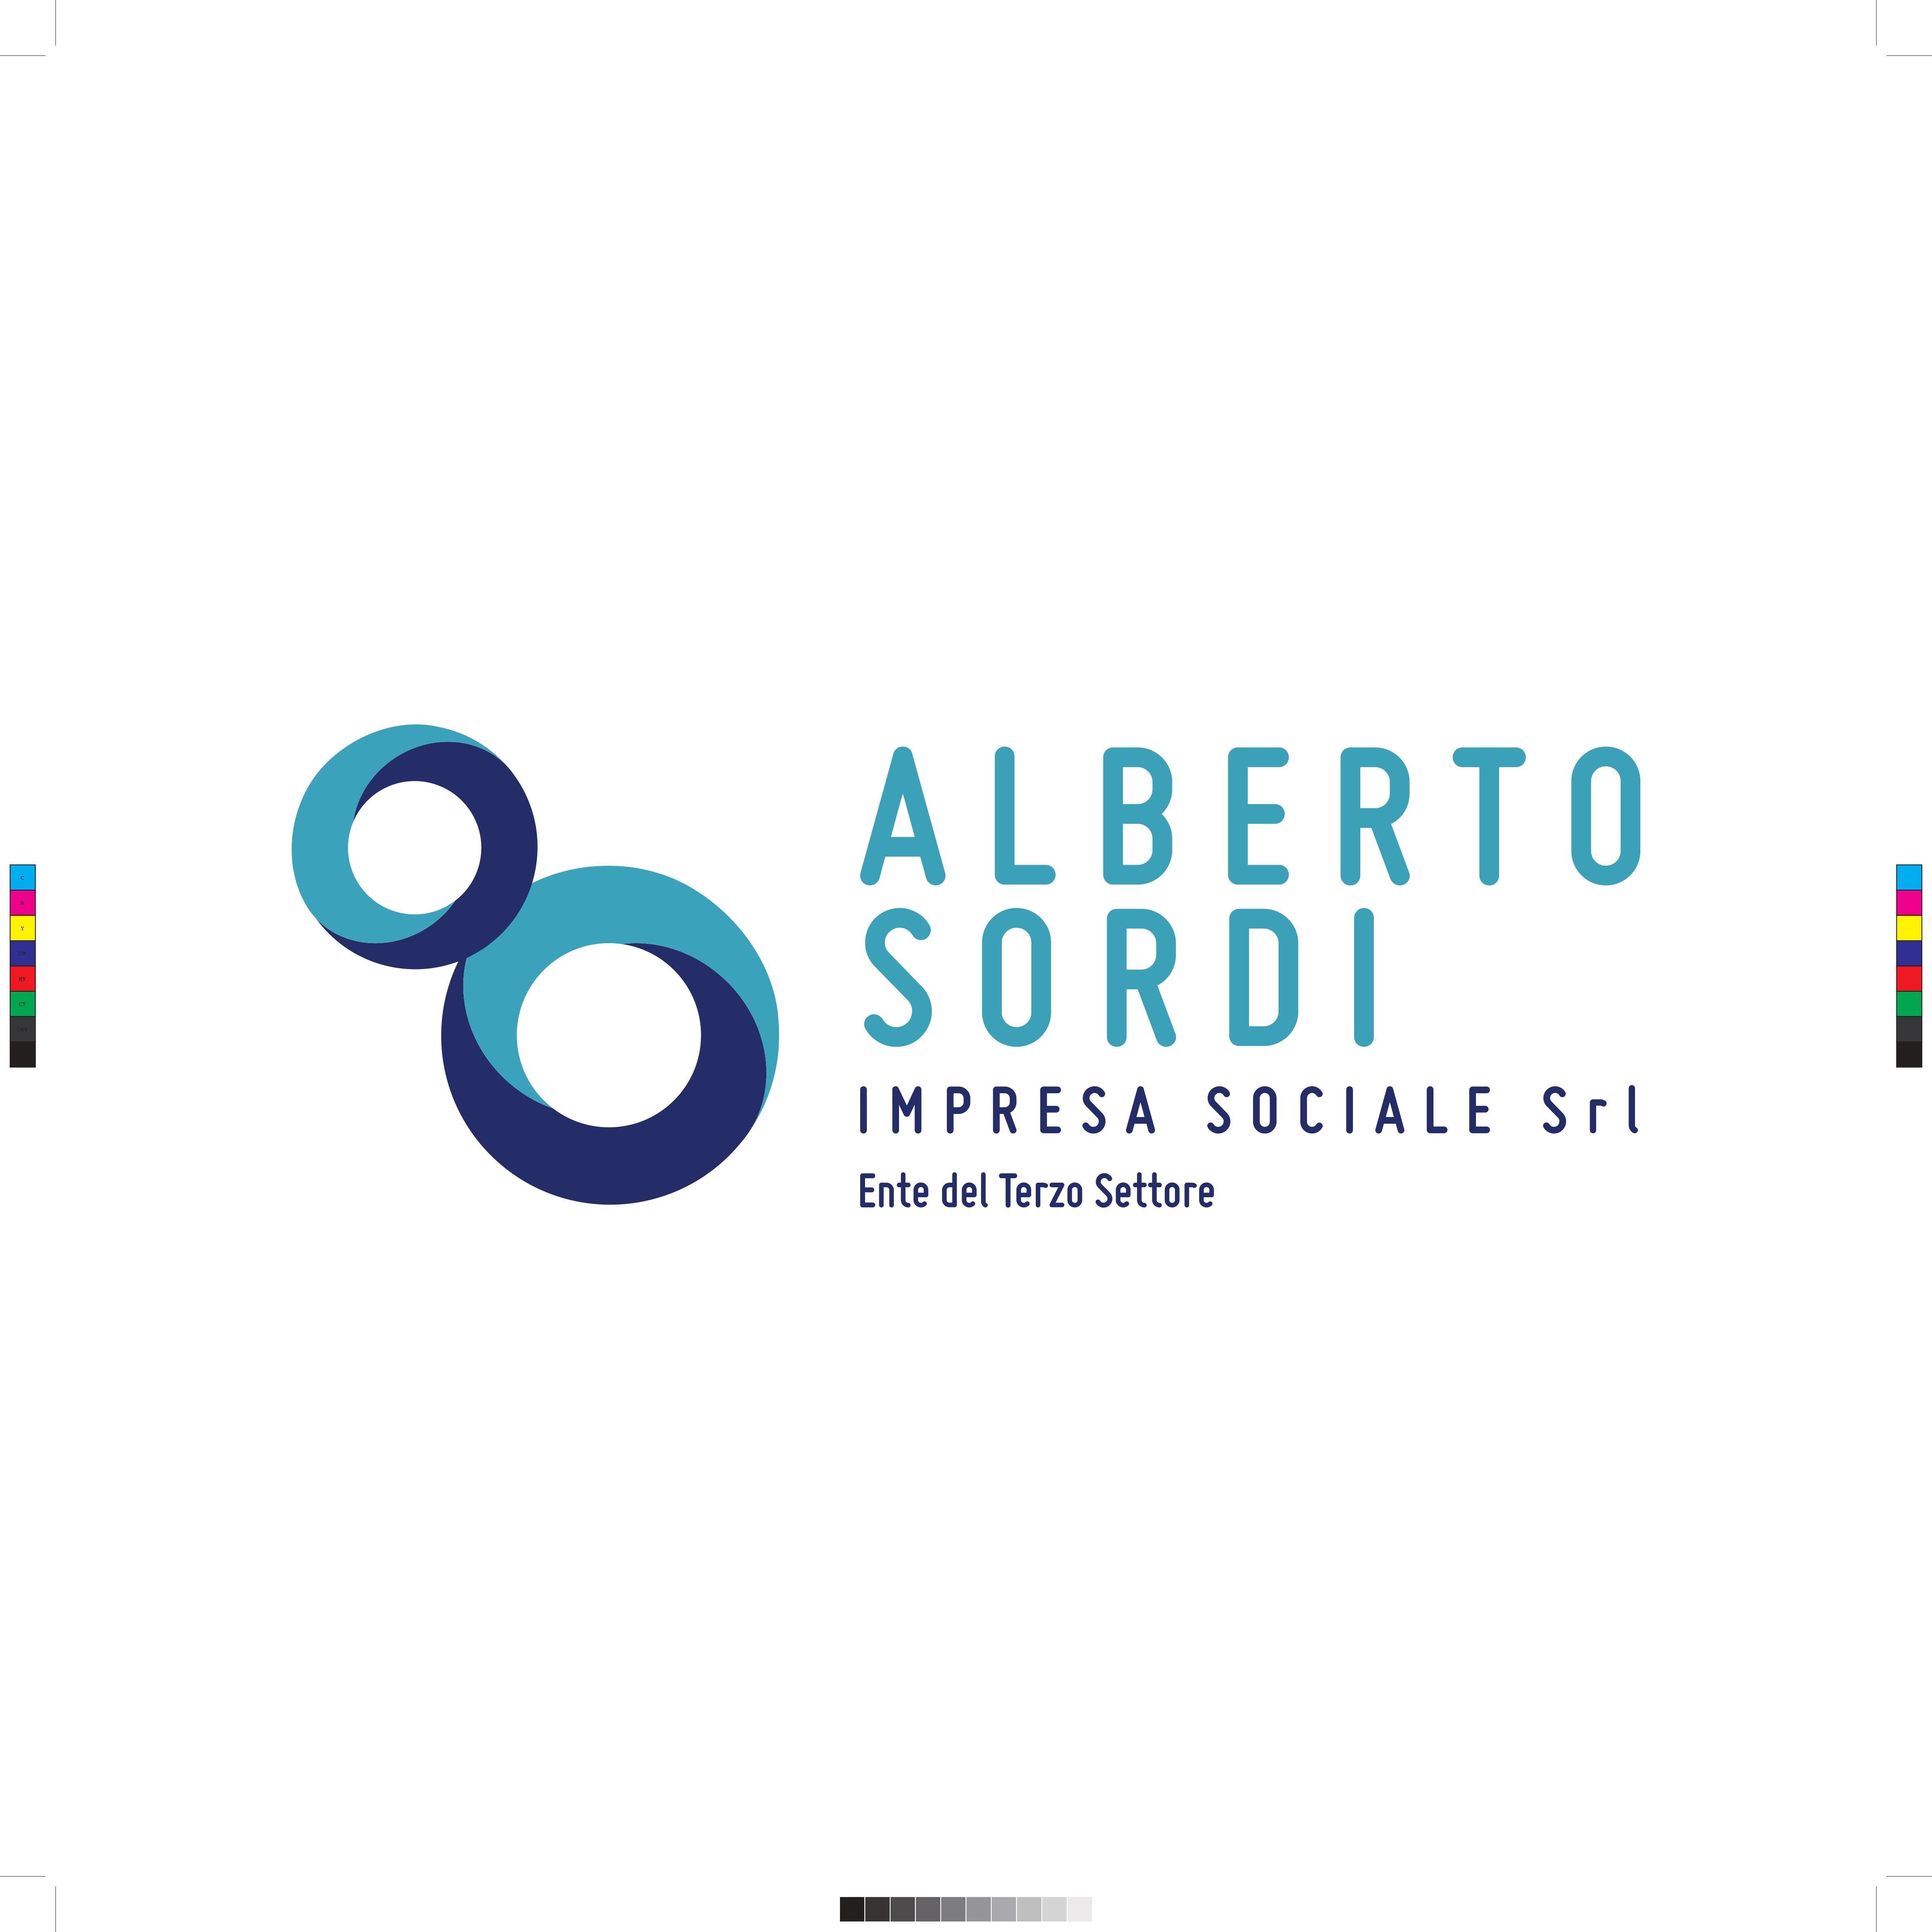 ALBERTO
SORDI
IMPRESA SOCIALE Srl
Ente del Terzo Settore
C
Y